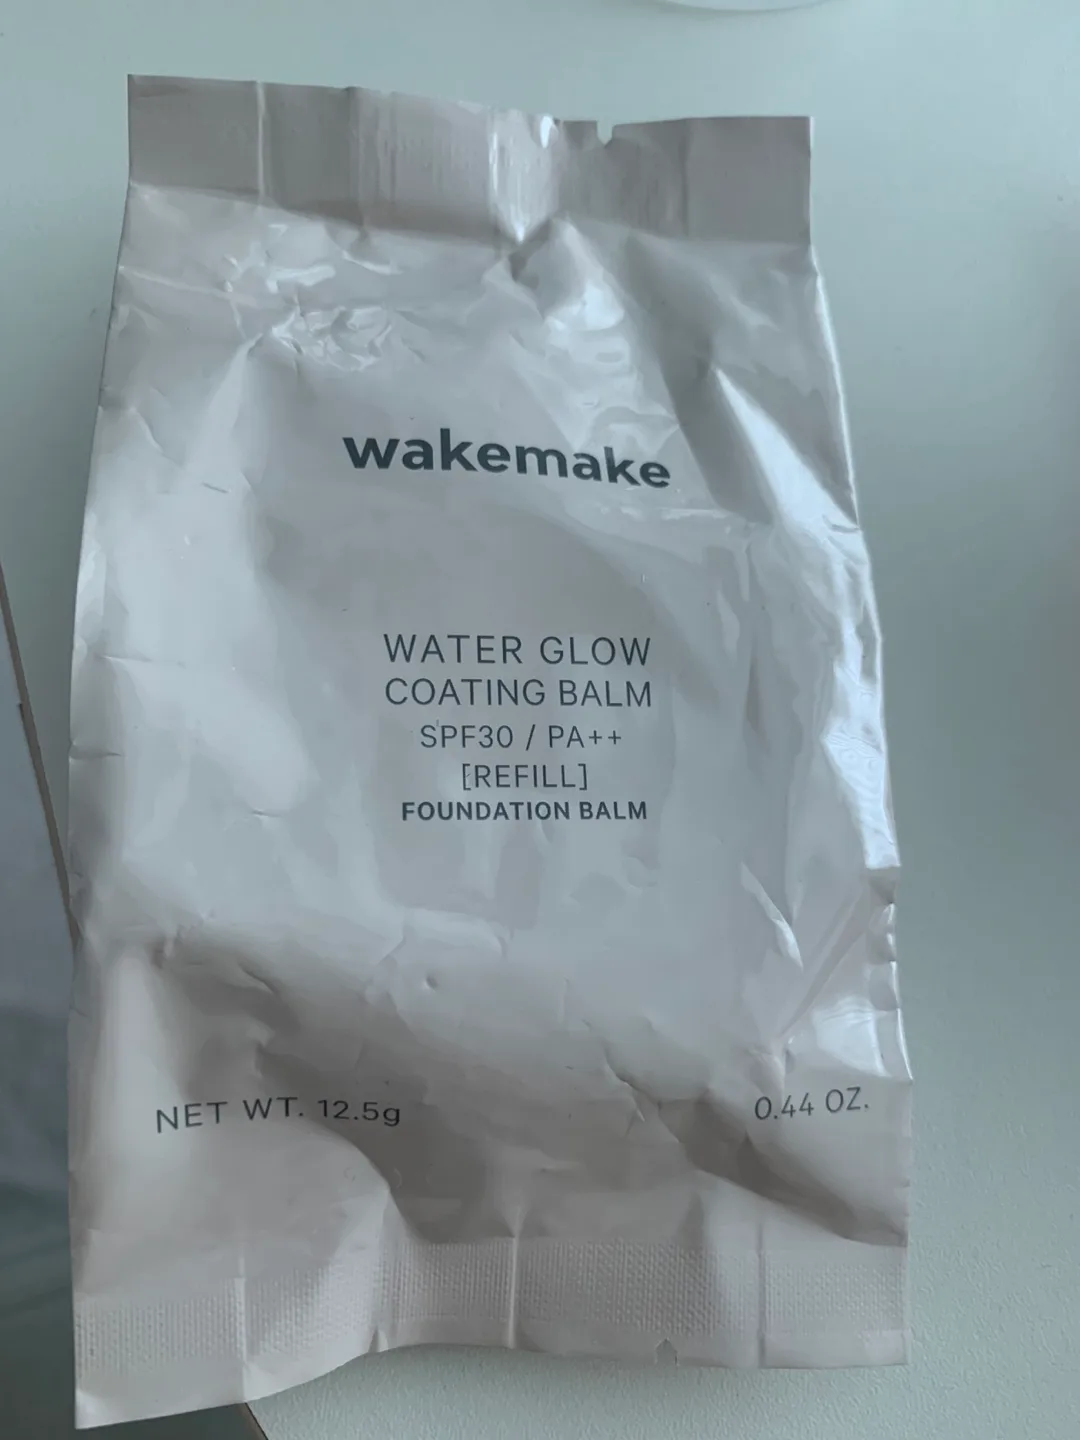 wakemake
WATER GLOW
COATING BALM
SPF30 / PA++
[REFILL]
FOUNDATION BALM
NET WT. 12.5g 0.44 OZ.